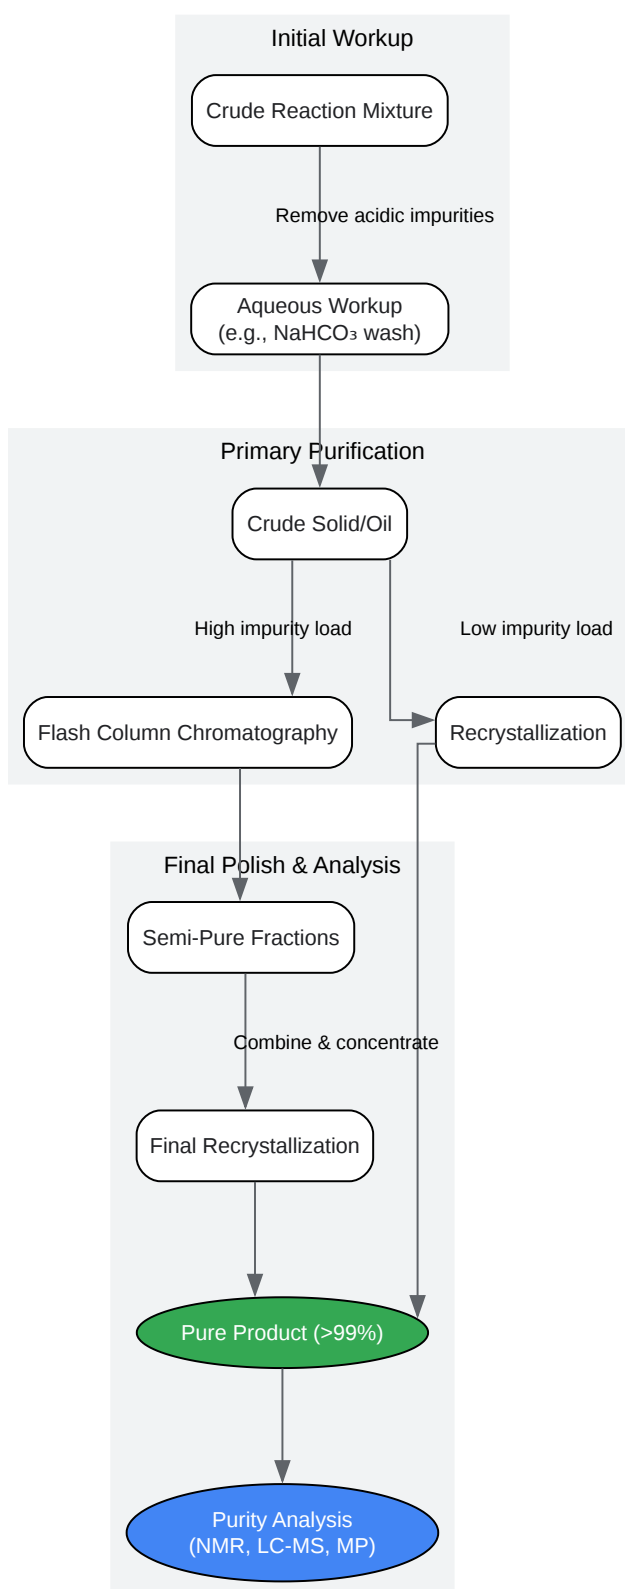 Initial Workup
Crude Reaction Mixture
Remove acidic impurities
Aqueous Workup
(e.g., NaHCO₃ wash)
Primary Purification
Crude Solid/Oil
High impurity load
Low impurity load
Flash Column Chromatography
Recrystallization
Final Polish & Analysis
Semi-Pure Fractions
Combine & concentrate
Final Recrystallization
Pure Product (>99%)
Purity Analysis
(NMR, LC-MS, MP)